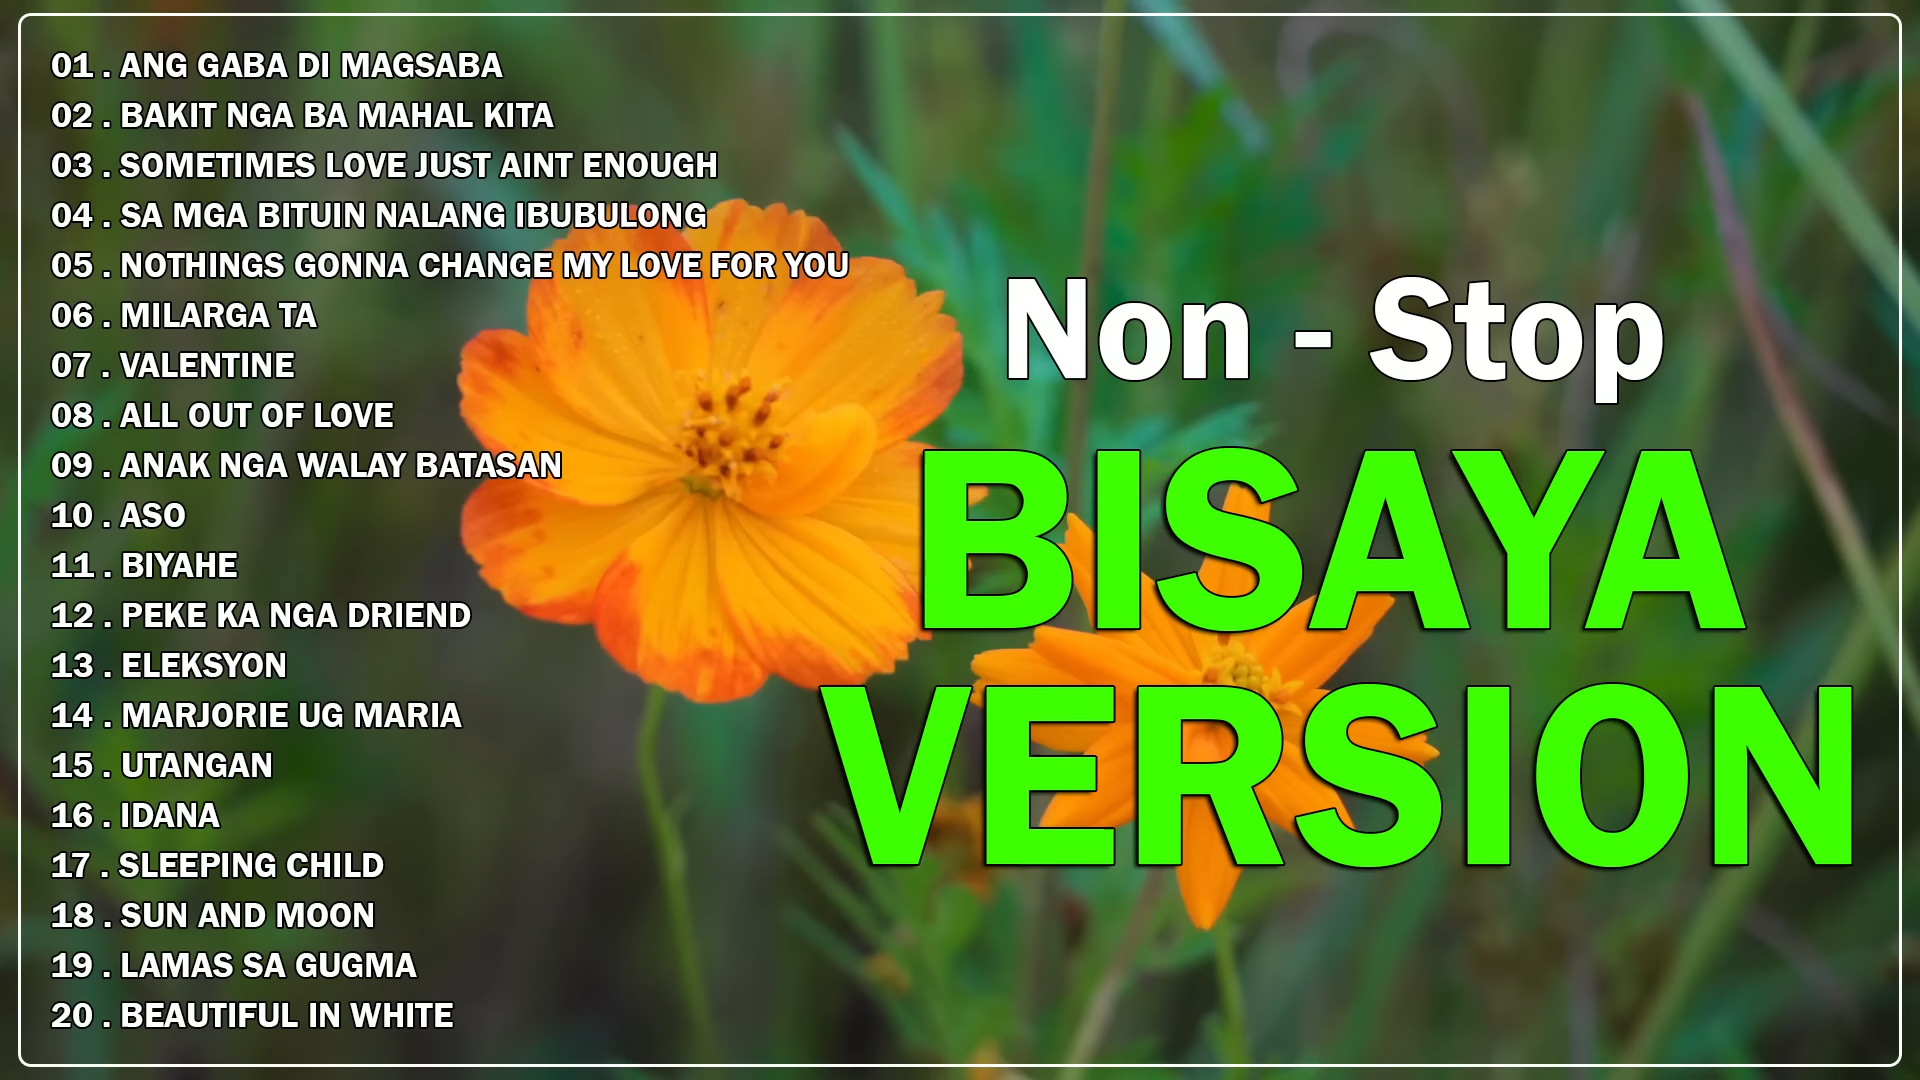 01 . ANG GABA DI MAGSABA
02 . BAKIT NGA BA MAHAL KITA
03 . SOMETIMES LOVE JUST AINT ENOUGH
04 . SA MGA BITUIN NALANG IBUBULONG
05 . NOTHINGS GONNA CHANGE MY LOVE FOR YOU
06 . MILARGA TA
07 . VALENTINE
08 . ALL OUT OF LOVE
09 . ANAK NGA WALAY BATASAN
10 . ASO
11 . BIYAHE
12 . PEKE KA NGA DRIEND
13 . ELEKSYON
14 . MARJORIE UG MARIA
15 . UTANGAN
16 . IDANA
17 . SLEEPING CHILD
18 . SUN AND MOON
19 . LAMAS SA GUGMA
20 . BEAUTIFUL IN WHITE
Non - Stop
BISAYA
VERSION